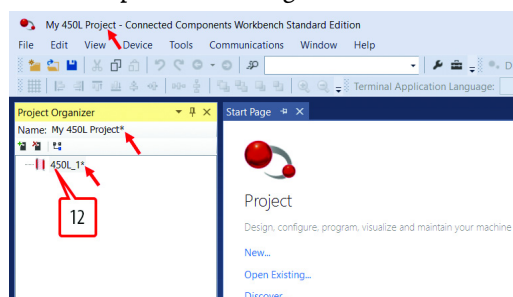 My 450L Project - Connected Components Workbench Standard Edition
File Edit View Device Tools Communications Window Help
Terminal Application Language:
Project Organizer
Start Page
Name: My 450L Project*
450L_1*
12
Project
Design, configure, program, visualize and maintain your machine
New...
Open Existing...
Discover